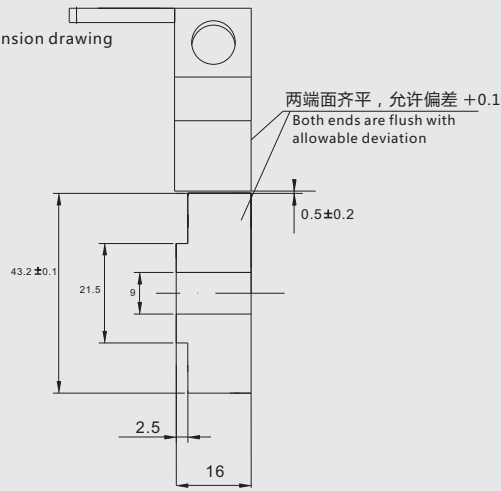 nsion drawing
两端面齐平，允许偏差 +0.1
Both ends are flush with
allowable deviation
0.5±0.2
43.2±0.1
21.5
9
2.5
16